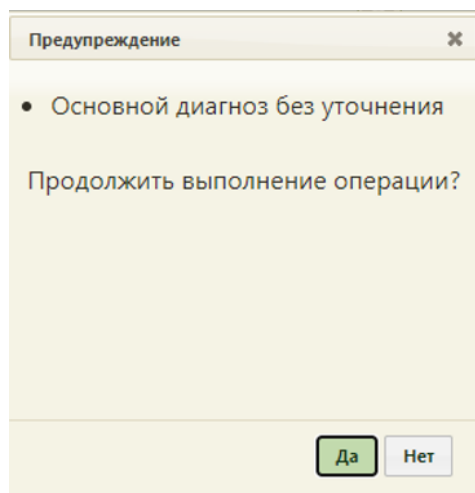 Предупреждение
• Основной диагноз без уточнения
Продолжить выполнение операции?
Да Нет